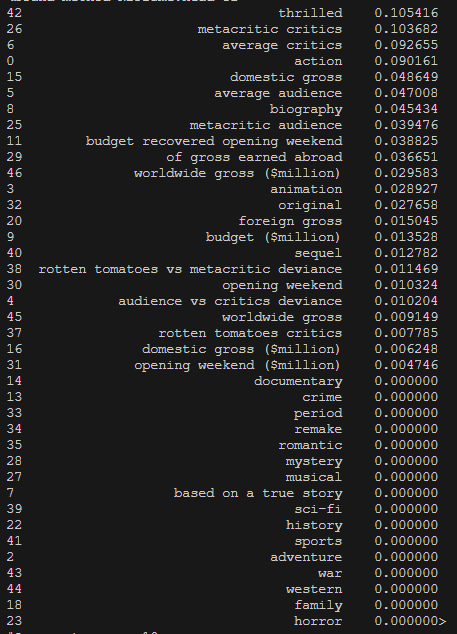 42 thrilled 0.105416
26 metacritic critics 0.103682
6 average critics 0.092655
0 action 0.090161
15 domestic gross 0.048649
5 average audience 0.047008
8 biography 0.045434
25 metacritic audience 0.039476
11 budget recovered opening weekend 0.038825
29 of gross earned abroad 0.036651
46 worldwide gross ($million) 0.029583
3 animation 0.028927
32 original 0.027658
20 foreign gross 0.015045
9 budget ($million) 0.013528
40 sequel 0.012782
38 rotten tomatoes vs metacritic deviance 0.011469
30 opening weekend 0.010324
4 audience vs critics deviance 0.010204
45 worldwide gross 0.009149
37 rotten tomatoes critics 0.007785
16 domestic gross ($million) 0.006248
31 opening weekend ($million) 0.004746
14 documentary 0.000000
13 crime 0.000000
33 period 0.000000
34 remake 0.000000
35 romantic 0.000000
28 mystery 0.000000
27 musical 0.000000
7 based on a true story 0.000000
39 sci-fi 0.000000
22 history 0.000000
41 sports 0.000000
2 adventure 0.000000
43 war 0.000000
44 western 0.000000
18 family 0.000000
23 horror 0.000000>